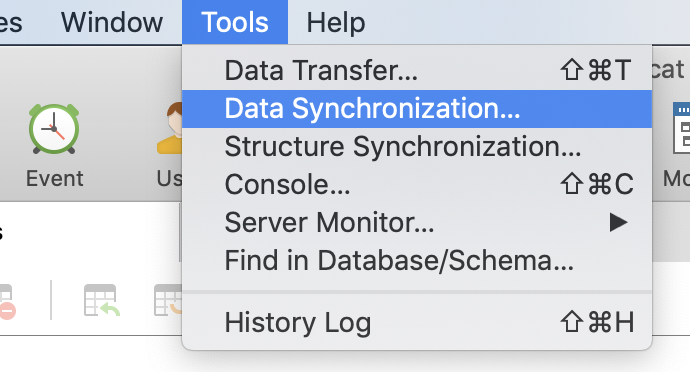 es Window Tools Help
Data Transfer... ⇧⌘T
cat
Data Synchronization...
Structure Synchronization...
Event
Us
Mo
Console... ⇧⌘C
Server Monitor... ▶
s
Find in Database/Schema...
History Log ⇧⌘H